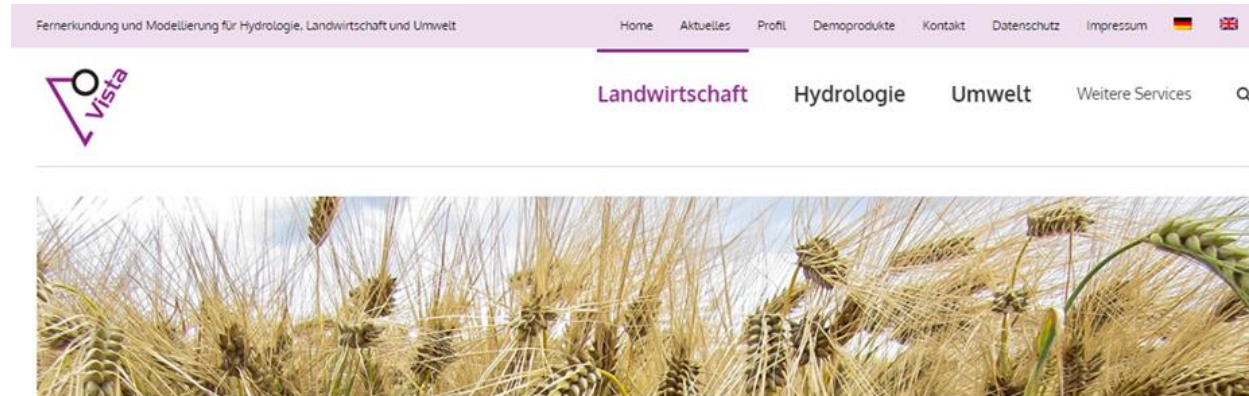 Fernerkundung und Modellierung für Hydrologie, Landwirtschaft und Umwelt
Home Aktuelles Profil Demoprodukte Kontakt Datenschutz Impressum
Vista
Landwirtschaft Hydrologie Umwelt Weitere Services